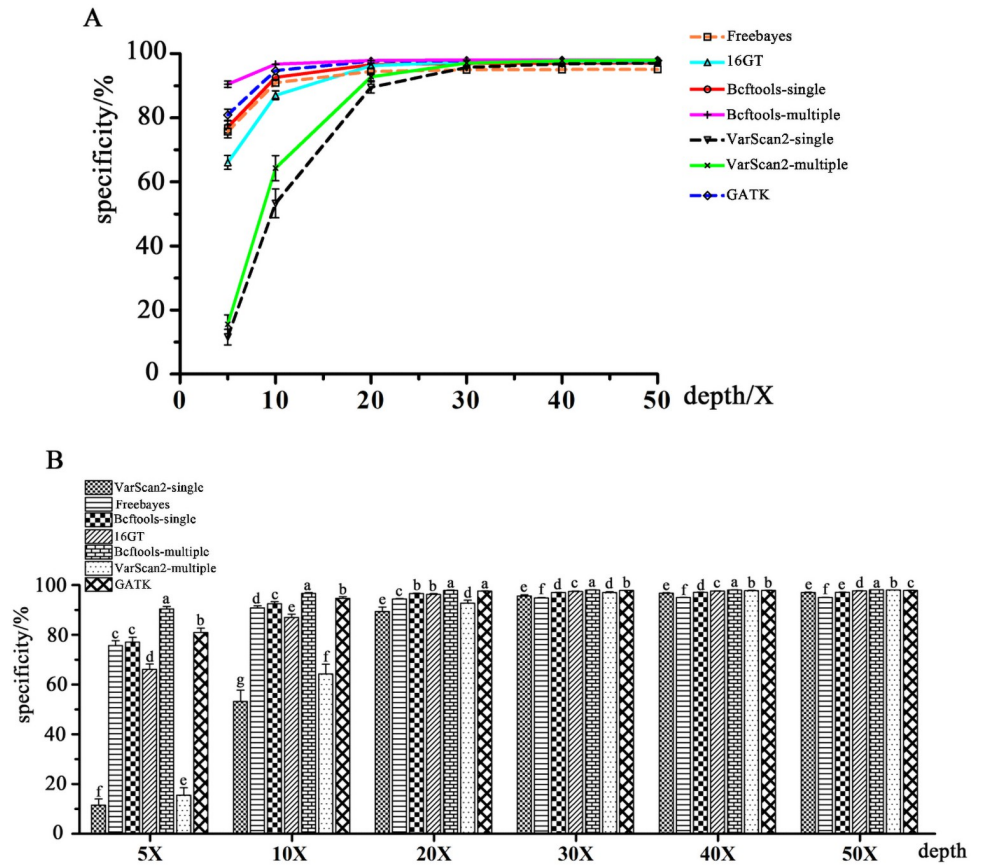 A
100
80
60
40
20
0
specificity/%
0 10 20 30 40 50 depth/X
Freebayes
16GT
Bcftools-single
Bcftools-multiple
VarScan2-single
VarScan2-multiple
GATK
B
VarScan2-single
Freebayes
Bcftools-single
16GT
Bcftools-multiple
VarScan2-multiple
GATK
100
80
60
40
20
0
specificity/%
f c c d a e b
g d c e a f b
e c b b a d a
e f d c a d b
e f d c a b b
e f e d a b c
5X 10X 20X 30X 40X 50X depth